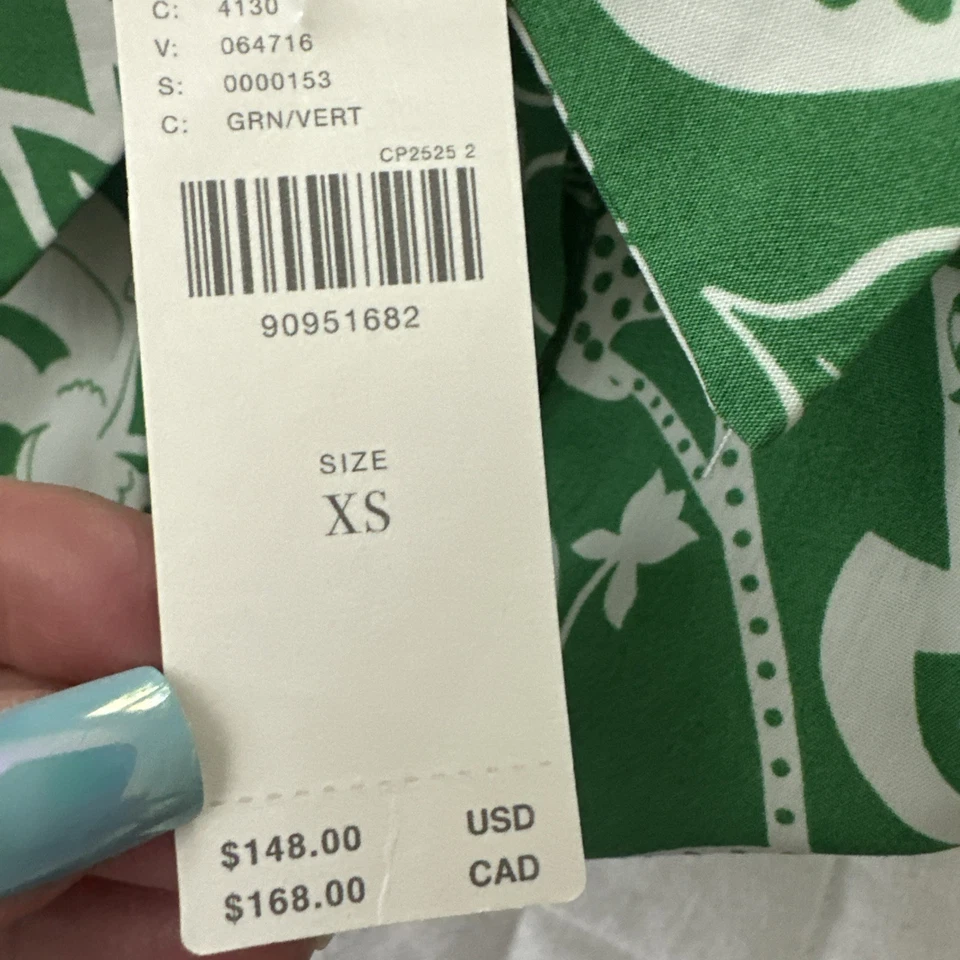 C: 4130
V: 064716
S: 0000153
C: GRN/VERT
CP2525 2
90951682
SIZE
XS
$148.00 USD
$168.00 CAD